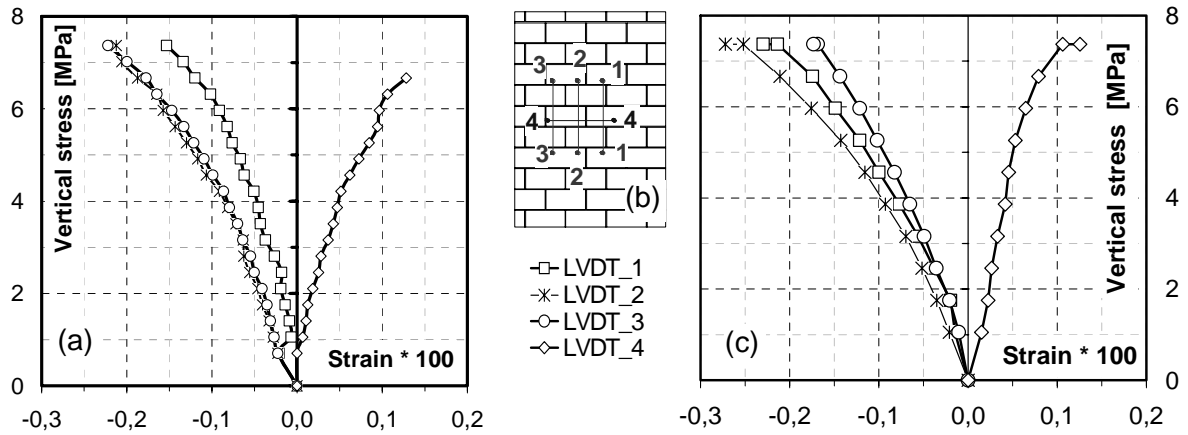 8
6
4
2
0
Vertical stress [MPa]
(a)
Strain * 100
-0,3
-0,2
-0,1
0,0
0,1
0,2
3
2
1
4
4
3
1
2
(b)
LVDT_1
LVDT_2
LVDT_3
LVDT_4
8
6
4
2
0
Vertical stress [MPa]
(c)
Strain * 100
-0,3
-0,2
-0,1
0,0
0,1
0,2